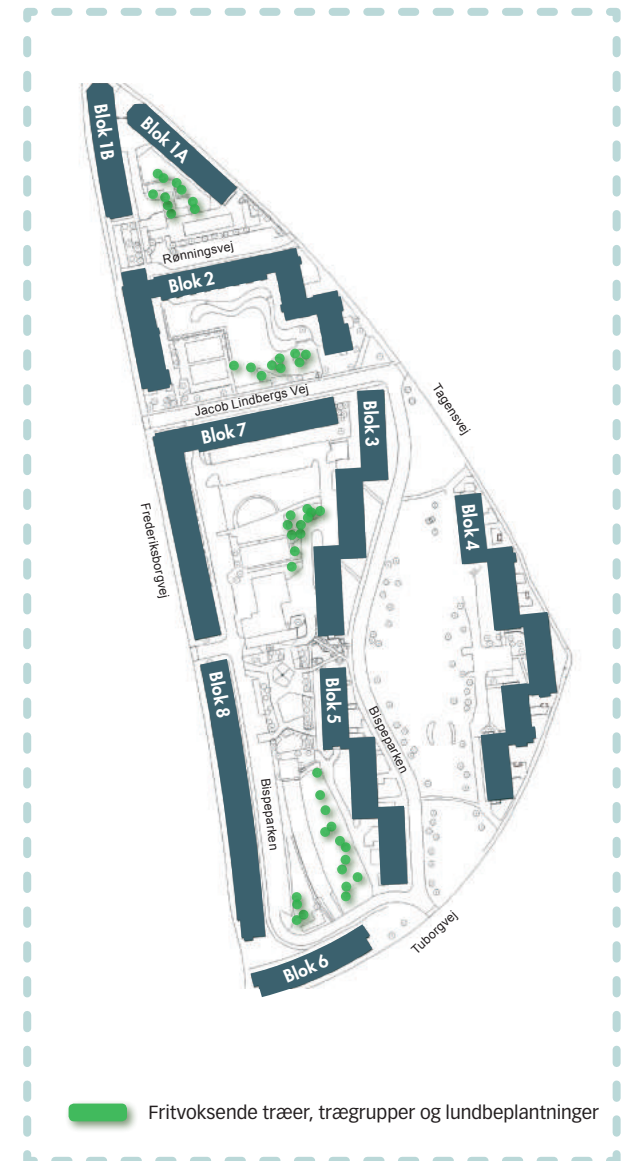 Blok 1B
Blok 1A
Rønningsvej
Blok 2
Jacob Lindbergs Vej
Blok 7
Blok 3
Tagensvej
Blok 4
Frederiksborgvej
Blok 8
Blok 5
Bispeparken
Bispeparken
Tuborgvej
Blok 6
Fritvoksende træer, trægrupper og lundbeplantninger